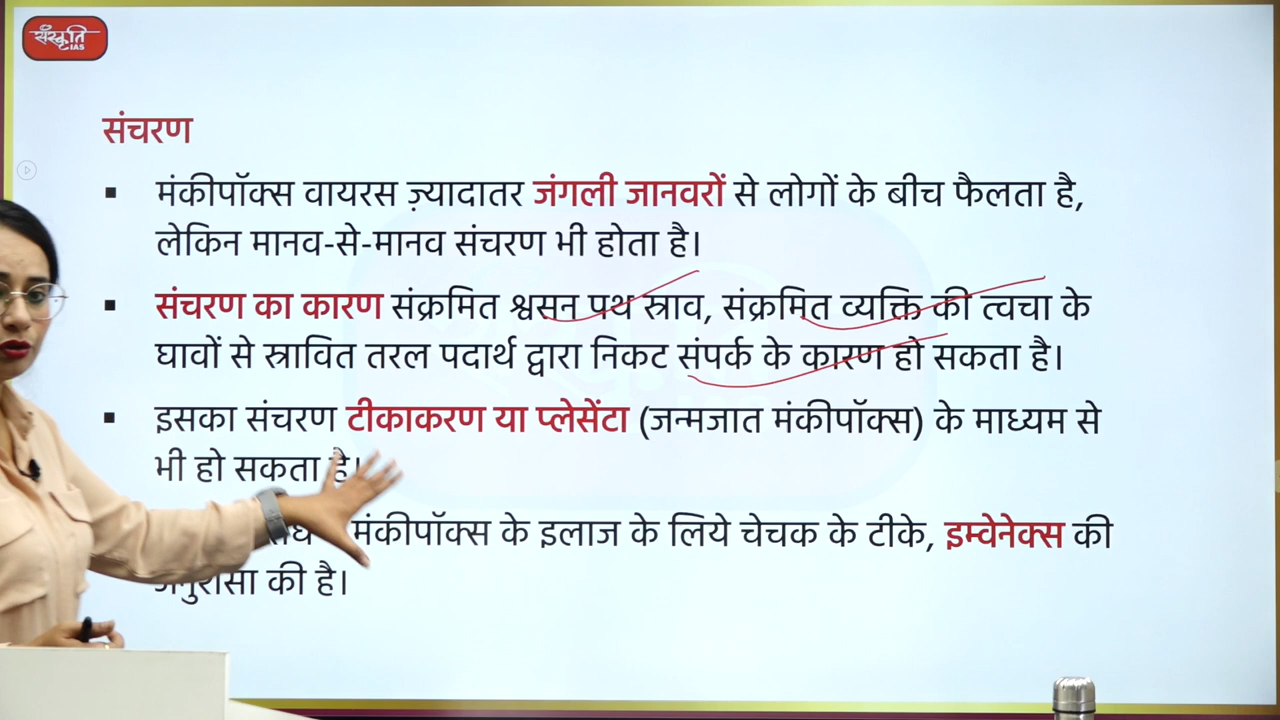 संस्कृति
IAS
संचरण
▪ मंकीपॉक्स वायरस ज़्यादातर जंगली जानवरों से लोगों के बीच फैलता है,
लेकिन मानव-से-मानव संचरण भी होता है।
▪ संचरण का कारण संक्रमित श्वसन पथ स्राव, संक्रमित व्यक्ति की त्वचा के
घावों से स्रावित तरल पदार्थ द्वारा निकट संपर्क के कारण हो सकता है।
▪ इसका संचरण टीकाकरण या प्लेसेंटा (जन्मजात मंकीपॉक्स) के माध्यम से
भी हो सकता है।
मंकीपॉक्स के इलाज के लिये चेचक के टीके, इम्वेनेक्स की
की है।